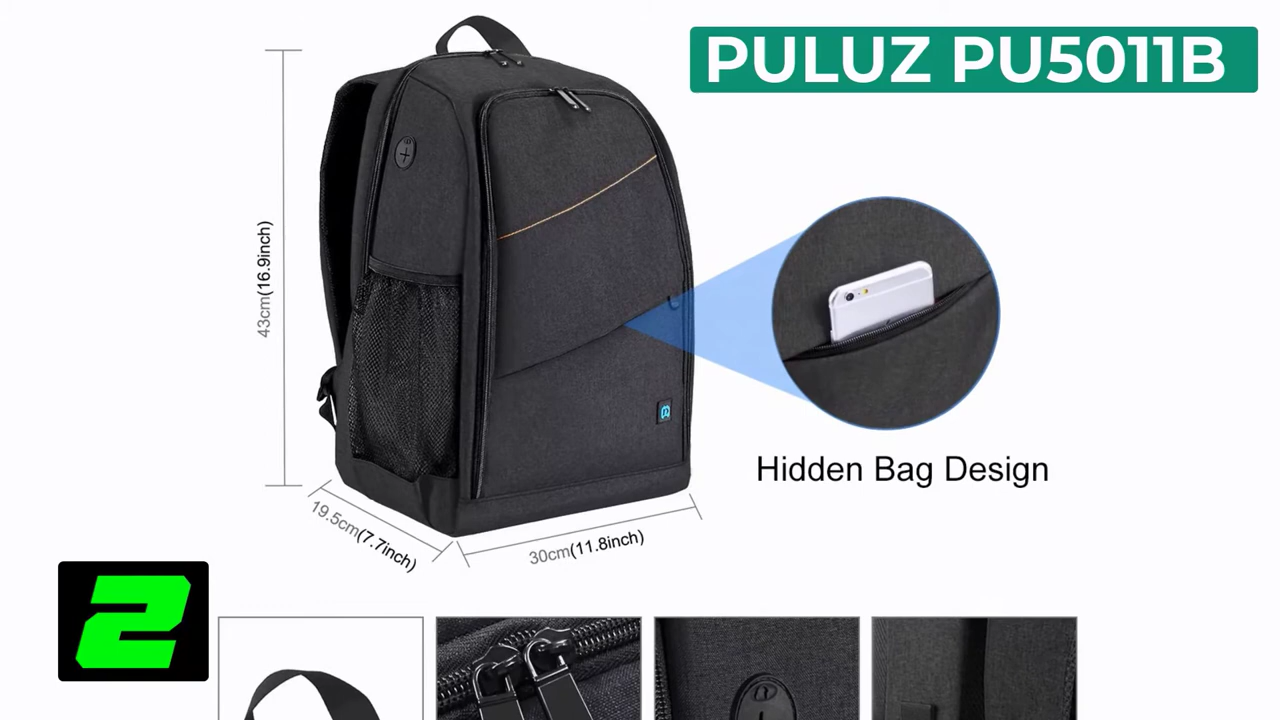 PULUZ PU5011B
43cm(16.9inch)
Hidden Bag Design
19.5cm(7.7inch)
30cm(11.8inch)
2